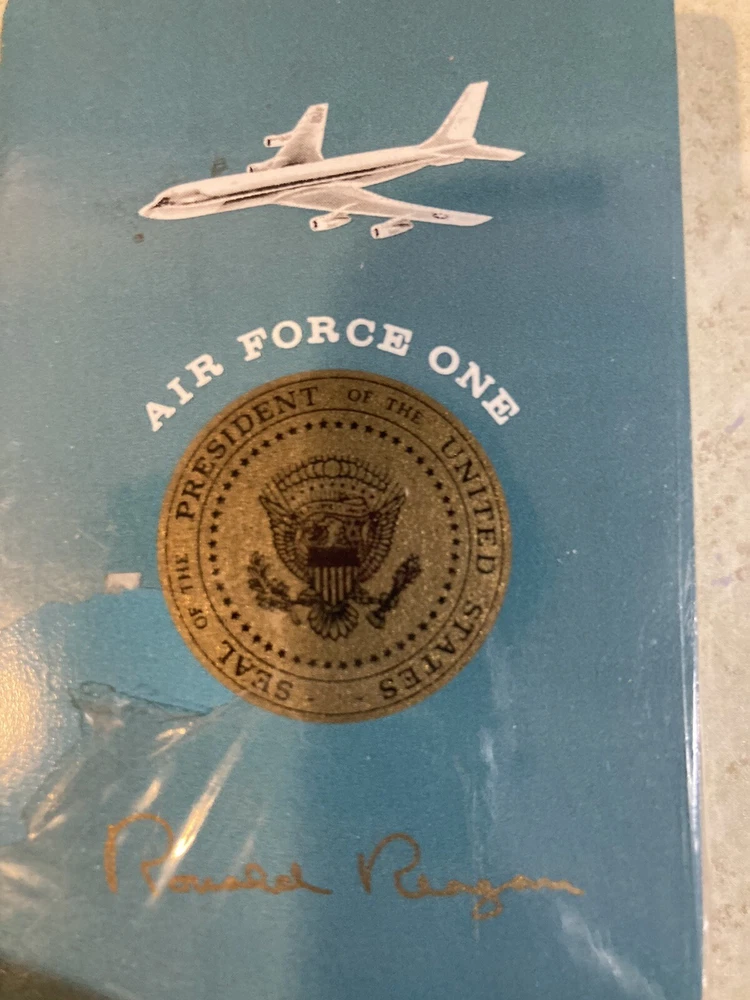 AIR FORCE ONE
SEAL OF THE PRESIDENT OF THE UNITED STATES
Ronald Reagan